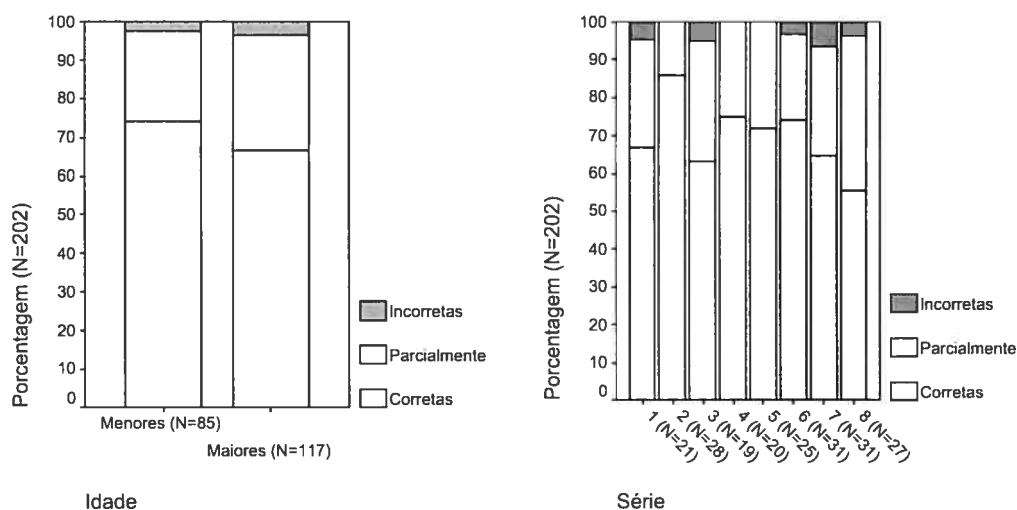 Porcentagem (N=202)
100
90
80
70
60
50
40
30
20
10
0
Menores (N=85)
Maiores (N=117)
Idade
Incorretas
Parcialmente
Corretas
Porcentagem (N=202)
100
90
80
70
60
50
40
30
20
10
0
1 (N=21)
2 (N=28)
3 (N=19)
4 (N=20)
5 (N=25)
6 (N=31)
7 (N=31)
8 (N=27)
Série
Incorretas
Parcialmente
Corretas